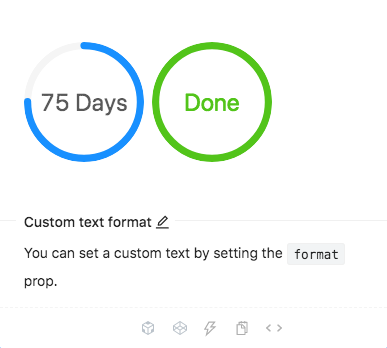 75 Days Done
Custom text format
You can set a custom text by setting the format
prop.